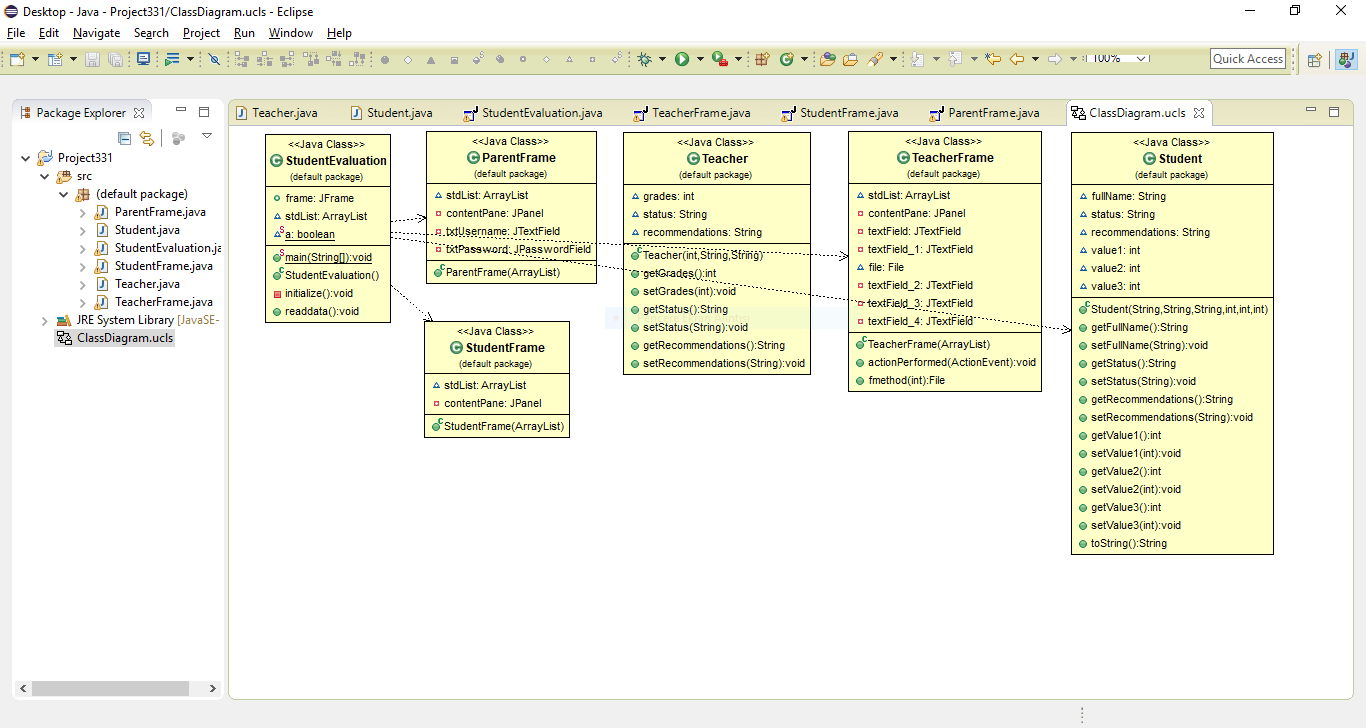 Desktop - Java - Project331/ClassDiagram.ucls - Eclipse
File Edit Navigate Search Project Run Window Help
100% Quick Access
Package Explorer
Project331
src
(default package)
ParentFrame.java
Student.java
StudentEvaluation.ja
StudentFrame.java
Teacher.java
TeacherFrame.java
JRE System Library [JavaSE-
ClassDiagram.ucls
Teacher.java Student.java StudentEvaluation.java TeacherFrame.java StudentFrame.java ParentFrame.java ClassDiagram.ucls
<<Java Class>>
StudentEvaluation
(default package)
frame: JFrame
stdList: ArrayList
a: boolean
main(String[]):void
StudentEvaluation()
initialize():void
readdata():void
<<Java Class>>
ParentFrame
(default package)
stdList: ArrayList
contentPane: JPanel
txtUsername: JTextField
txtPassword: JPasswordField
ParentFrame(ArrayList)
<<Java Class>>
StudentFrame
(default package)
stdList: ArrayList
contentPane: JPanel
StudentFrame(ArrayList)
<<Java Class>>
Teacher
(default package)
grades: int
status: String
recommendations: String
Teacher(int,String,String)
getGrades():int
setGrades(int):void
getStatus():String
setStatus(String):void
getRecommendations():String
setRecommendations(String):void
<<Java Class>>
TeacherFrame
(default package)
stdList: ArrayList
contentPane: JPanel
textField: JTextField
textField_1: JTextField
file: File
textField_2: JTextField
textField_3: JTextField
textField_4: JTextField
TeacherFrame(ArrayList)
actionPerformed(ActionEvent):void
fmethod(int):File
<<Java Class>>
Student
(default package)
fullName: String
status: String
recommendations: String
value1: int
value2: int
value3: int
Student(String,String,String,int,int,int)
getFullName():String
setFullName(String):void
getStatus():String
setStatus(String):void
getRecommendations():String
setRecommendations(String):void
getValue1():int
setValue1(int):void
getValue2():int
setValue2(int):void
getValue3():int
setValue3(int):void
toString():String